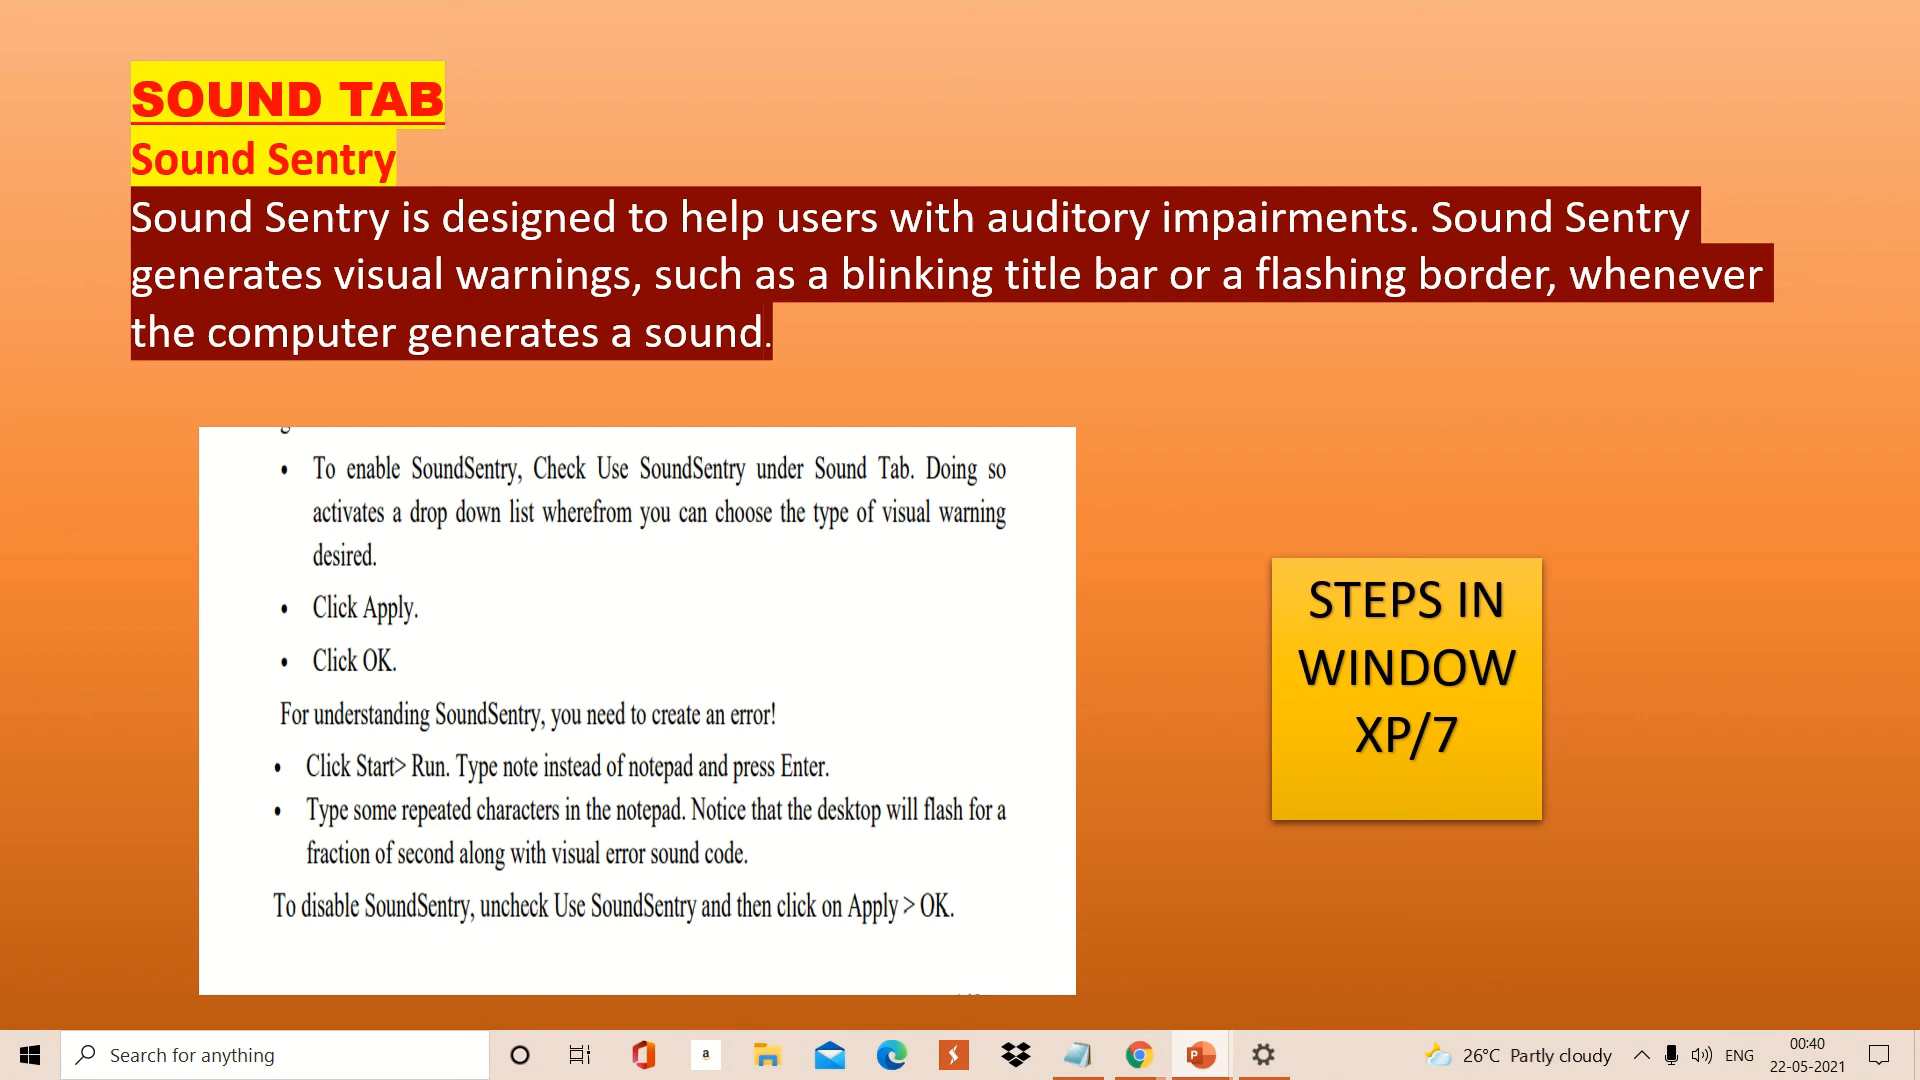 SOUND TAB
Sound Sentry
Sound Sentry is designed to help users with auditory impairments. Sound Sentry
generates visual warnings, such as a blinking title bar or a flashing border, whenever
the computer generates a sound.
• To enable SoundSentry, Check Use SoundSentry under Sound Tab. Doing so
activates a drop down list wherefrom you can choose the type of visual warning
desired.
• Click Apply.
• Click OK.
For understanding SoundSentry, you need to create an error!
• Click Start> Run. Type note instead of notepad and press Enter.
• Type some repeated characters in the notepad. Notice that the desktop will flash for a
fraction of second along with visual error sound code.
To disable SoundSentry, uncheck Use SoundSentry and then click on Apply > OK.
STEPS IN
WINDOW
XP/7
Search for anything
a
P
26°C Partly cloudy
ENG
00:40
22-05-2021